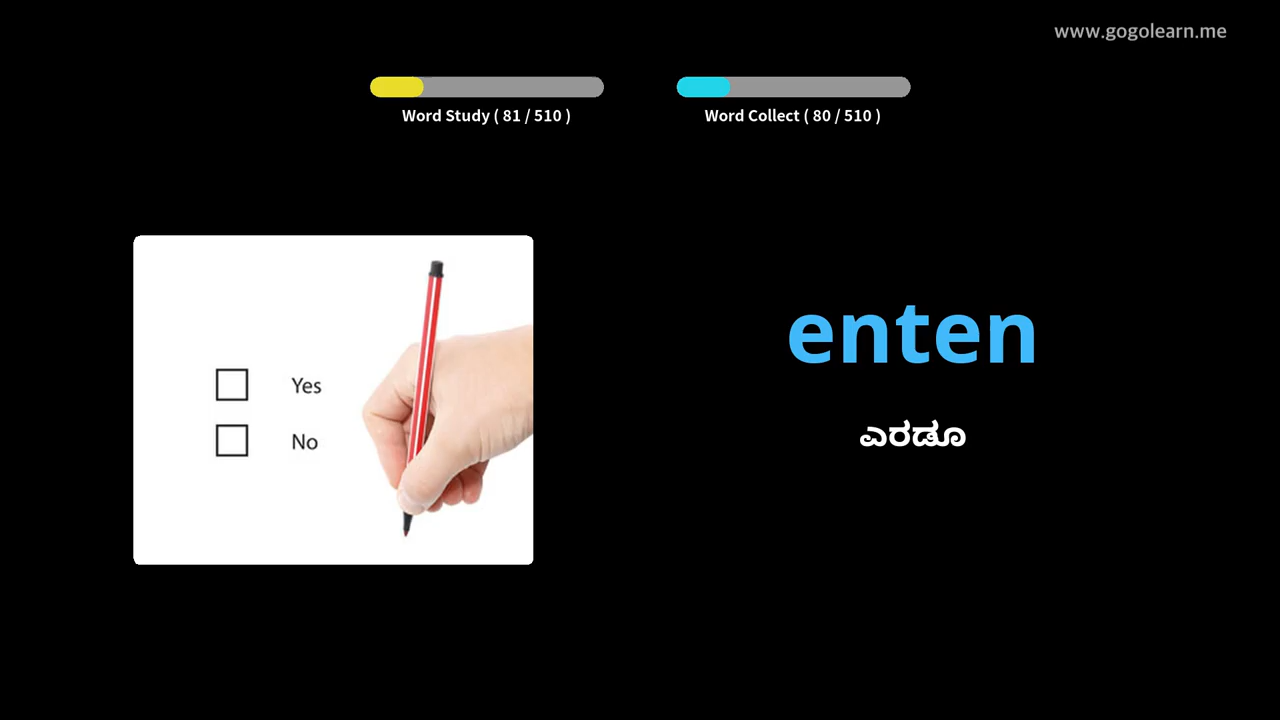 www.gogolearn.me
Word Study ( 81 / 510 )
Word Collect ( 80 / 510 )
Yes
No
enten
ಎರಡೂ